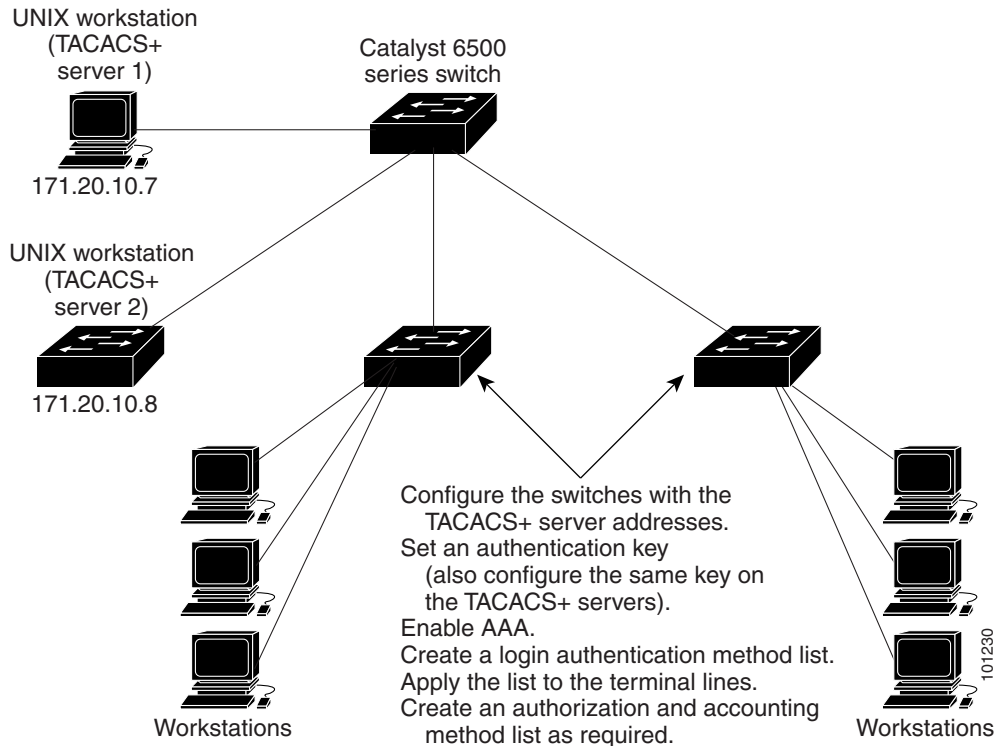 UNIX workstation
(TACACS+
server 1)
Catalyst 6500
series switch
171.20.10.7
UNIX workstation
(TACACS+
server 2)
171.20.10.8
Configure the switches with the
TACACS+ server addresses.
Set an authentication key
(also configure the same key on
the TACACS+ servers).
Enable AAA.
Create a login authentication method list.
Apply the list to the terminal lines.
Create an authorization and accounting
method list as required.
Workstations
Workstations
101230